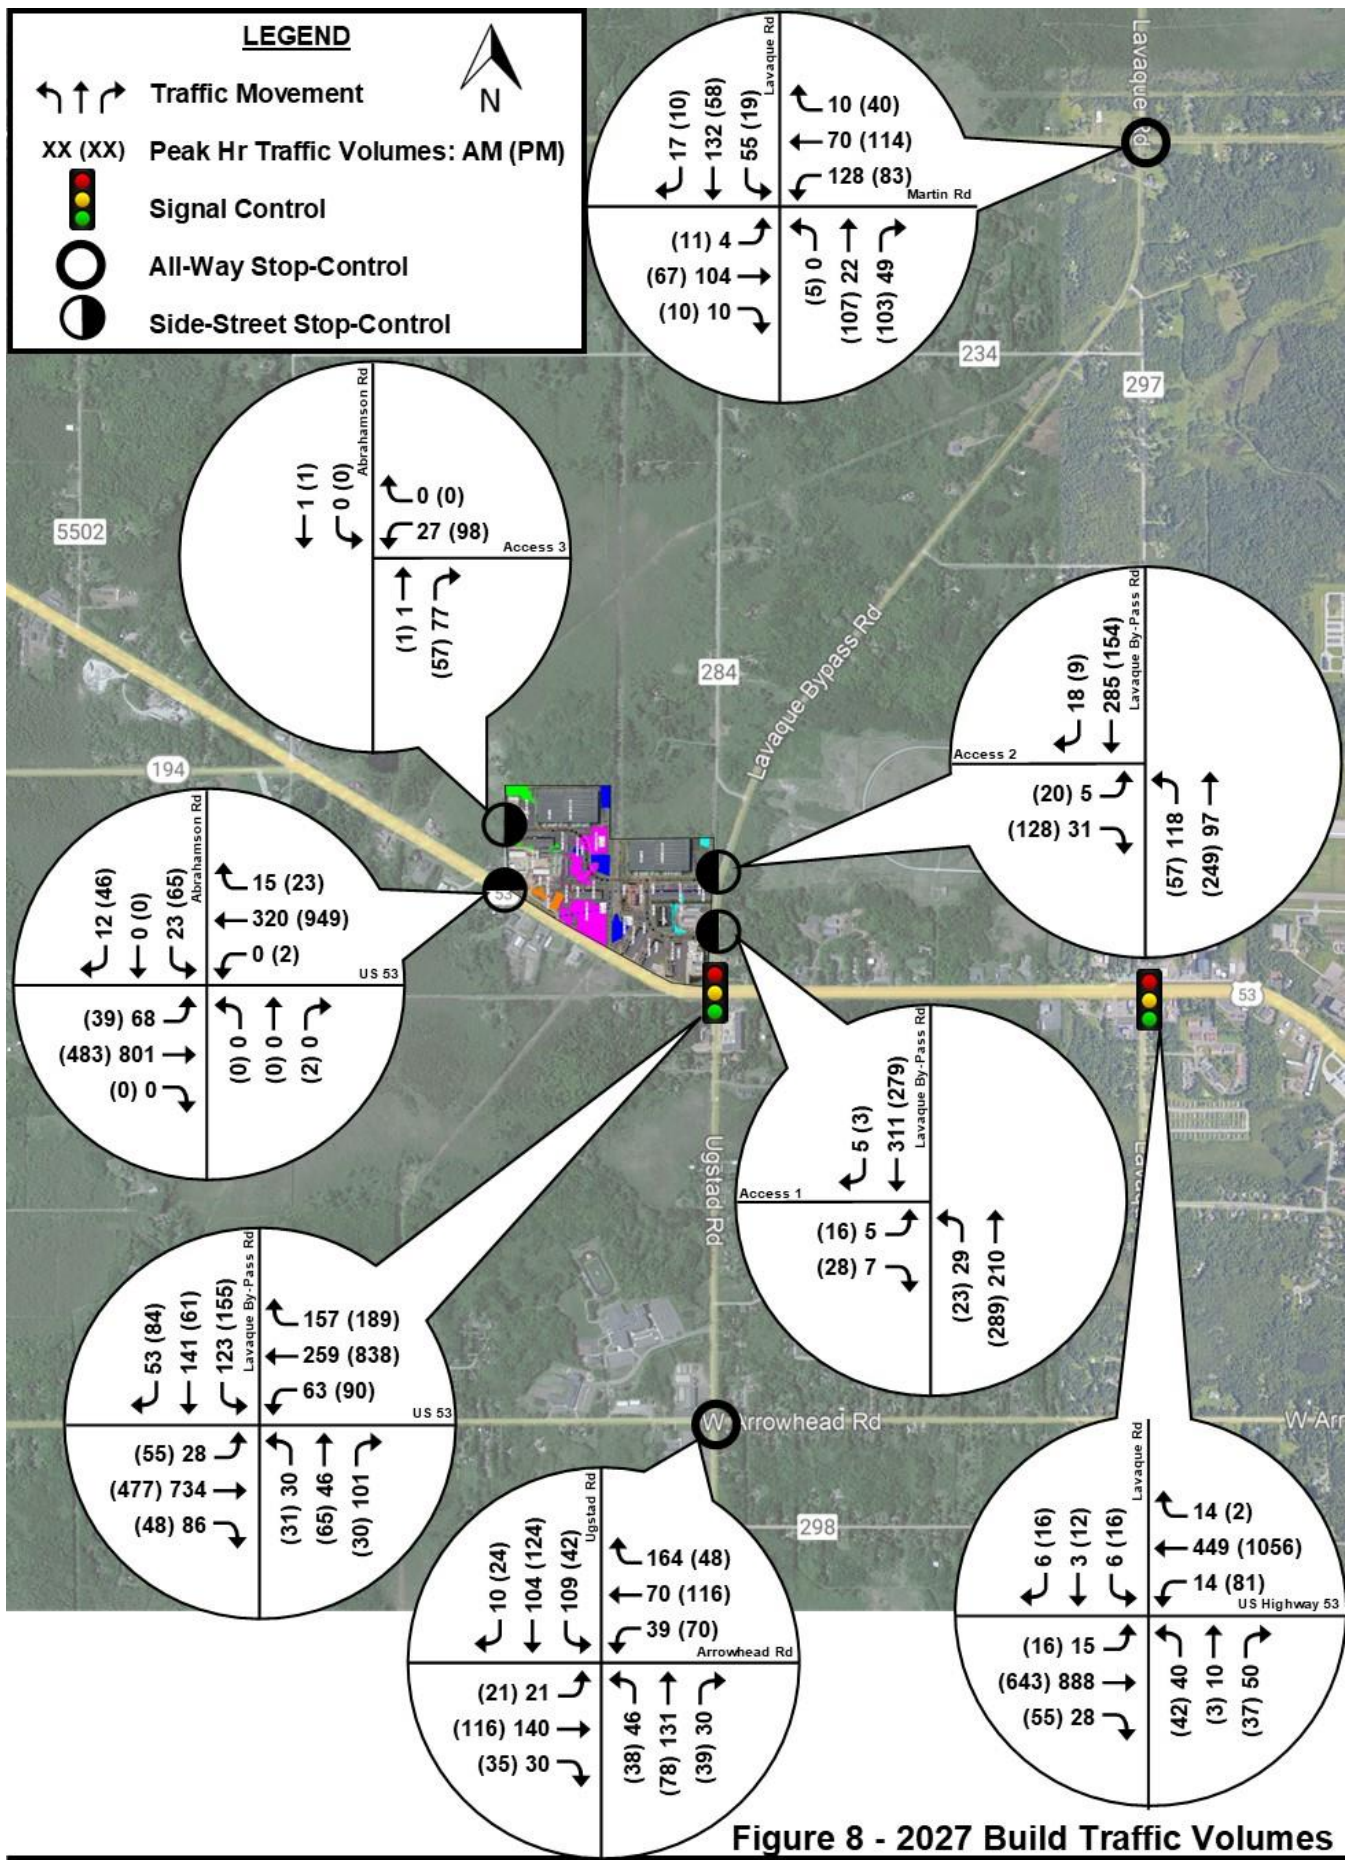 LEGEND
N
Traffic Movement
XX (XX) Peak Hr Traffic Volumes: AM (PM)
Signal Control
All-Way Stop-Control
Side-Street Stop-Control
Lavaque Rd
17 (10)
132 (58)
55 (19)
10 (40)
70 (114)
128 (83)
Martin Rd
(11) 4
(67) 104
(10) 10
(5) 0
(107) 22
(103) 49
Lavaque Rd
234
297
5502
284
194
Lavaque Bypass Rd
Abrahamson Rd
1 (1)
0 (0)
0 (0)
27 (98)
Access 3
(1) 1
(57) 77
Lavaque By-Pass Rd
18 (9)
285 (154)
Access 2
(20) 5
(128) 31
(57) 118
(249) 97
Abrahamson Rd
12 (46)
0 (0)
23 (65)
15 (23)
320 (949)
0 (2)
US 53
(39) 68
(483) 801
(0) 0
(0) 0
(0) 0
(2) 0
53
53
Lavaque By-Pass Rd
5 (3)
311 (279)
Access 1
(16) 5
(28) 7
(23) 29
(289) 210
Ugstad Rd
Lavaque By-Pass Rd
53 (84)
141 (61)
123 (155)
157 (189)
259 (838)
63 (90)
US 53
(55) 28
(477) 734
(48) 86
(31) 30
(65) 46
(30) 101
W Arrowhead Rd
W Arr
298
Ugstad Rd
10 (24)
104 (124)
109 (42)
164 (48)
70 (116)
39 (70)
Arrowhead Rd
(21) 21
(116) 140
(35) 30
(38) 46
(78) 131
(39) 30
Lavaque Rd
6 (16)
3 (12)
6 (16)
14 (2)
449 (1056)
14 (81)
US Highway 53
(16) 15
(643) 888
(55) 28
(42) 40
(3) 10
(37) 50
Figure 8 - 2027 Build Traffic Volumes